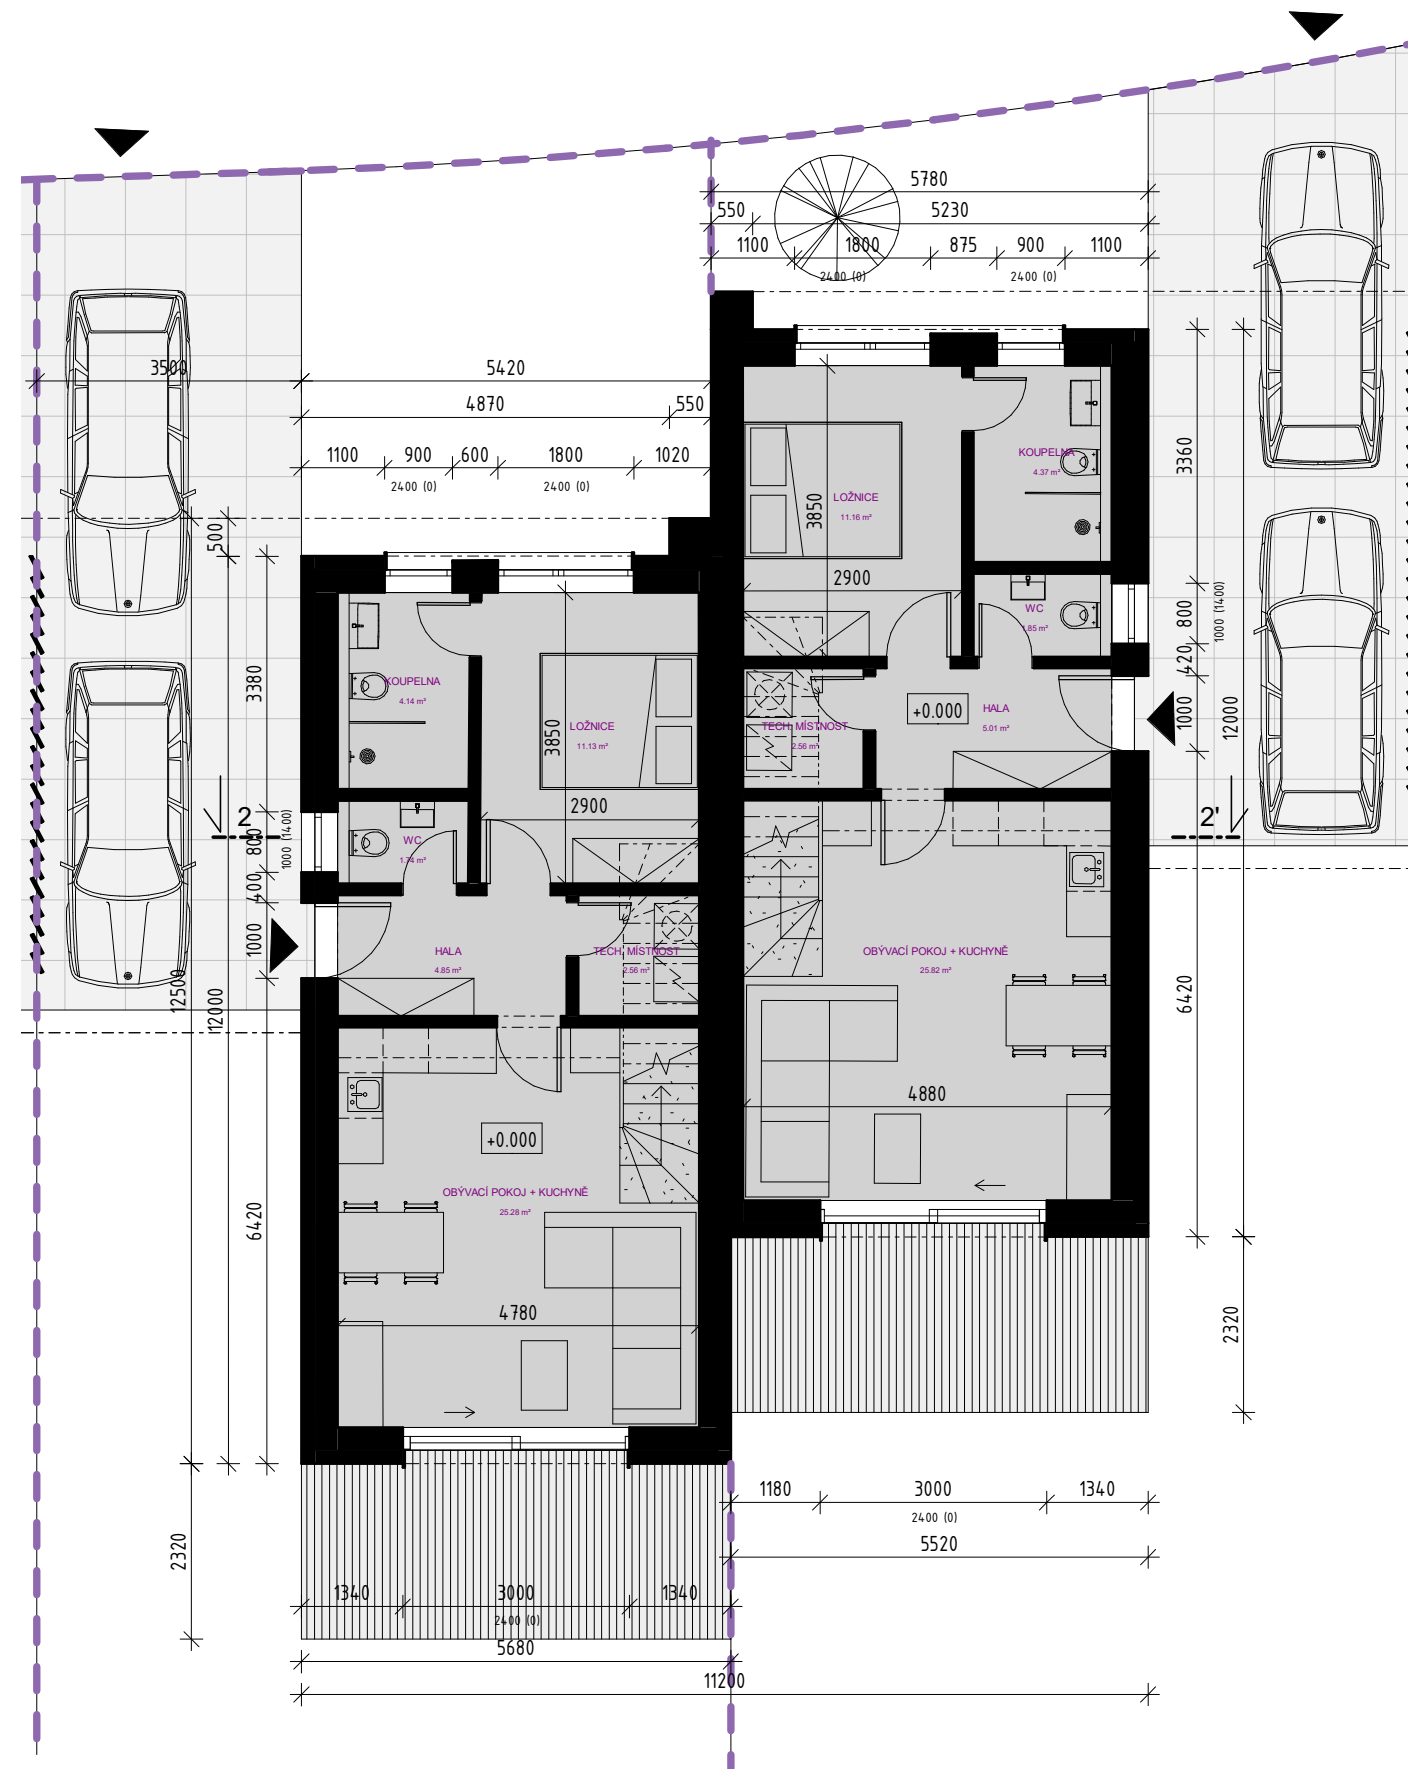 5780
550
5230
1100
1800
875
900
1100
2400 (0)
2400 (0)
3500
5420
4870
550
1100
900
600
1800
1020
2400 (0)
2400 (0)
500
3360
KOUPELNA
4.37 m²
LOŽNICE
11.16 m²
3850
2900
WC
1.85 m²
800
1000 (1400)
420
1000
12000
3380
KOUPELNA
4.14 m²
LOŽNICE
11.13 m²
3850
2900
+0.000
HALA
5.01 m²
TECH. MÍSTNOST
2.56 m²
2
2'
800
1000 (1400)
WC
1.74 m²
400
1000
12500
12000
HALA
4.85 m²
TECH. MÍSTNOST
2.56 m²
OBÝVACÍ POKOJ + KUCHYNĚ
25.82 m²
6420
4880
+0.000
OBÝVACÍ POKOJ + KUCHYNĚ
25.28 m²
6420
4780
2320
1180
3000
1340
2400 (0)
5520
2320
1340
3000
1340
2400 (0)
5680
11200